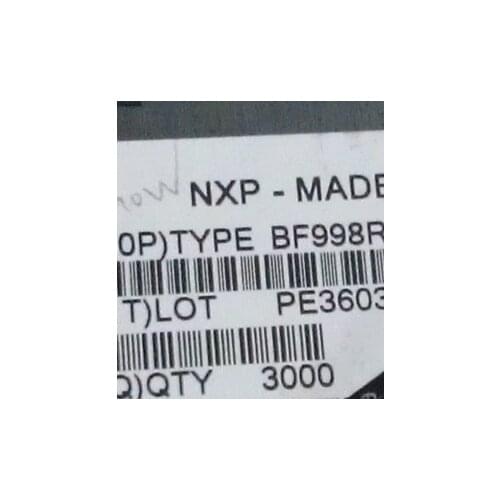 NXP - MADE
0P)TYPE BF998R
T)LOT PE3603
Q)QTY 3000